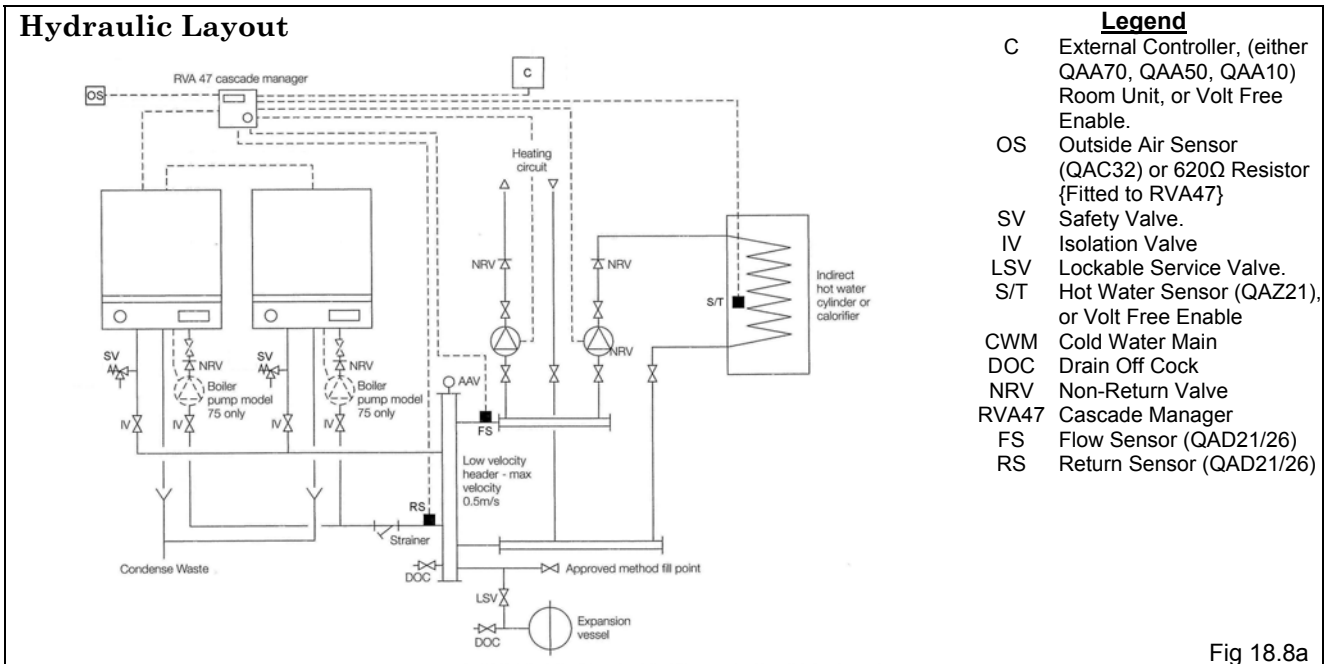 Hydraulic Layout
RVA 47 cascade manager
OS
C
Heating
circuit
NRV
NRV
S/T
Indirect
hot water
cylinder or
calorifier
NRV
SV
NRV
Boiler
pump model
75 only
IV
IV
SV
NRV
Boiler
pump model
75 only
IV
IV
AAV
FS
Low velocity
header - max
velocity
0.5m/s
RS
Strainer
Condense Waste
DOC
Approved method fill point
LSV
DOC
Expansion
vessel
Legend
C External Controller, (either
QAA70, QAA50, QAA10)
Room Unit, or Volt Free
Enable.
OS Outside Air Sensor
(QAC32) or 620Ω Resistor
{Fitted to RVA47}
SV Safety Valve.
IV Isolation Valve
LSV Lockable Service Valve.
S/T Hot Water Sensor (QAZ21),
or Volt Free Enable
CWM Cold Water Main
DOC Drain Off Cock
NRV Non-Return Valve
RVA47 Cascade Manager
FS Flow Sensor (QAD21/26)
RS Return Sensor (QAD21/26)
Fig 18.8a